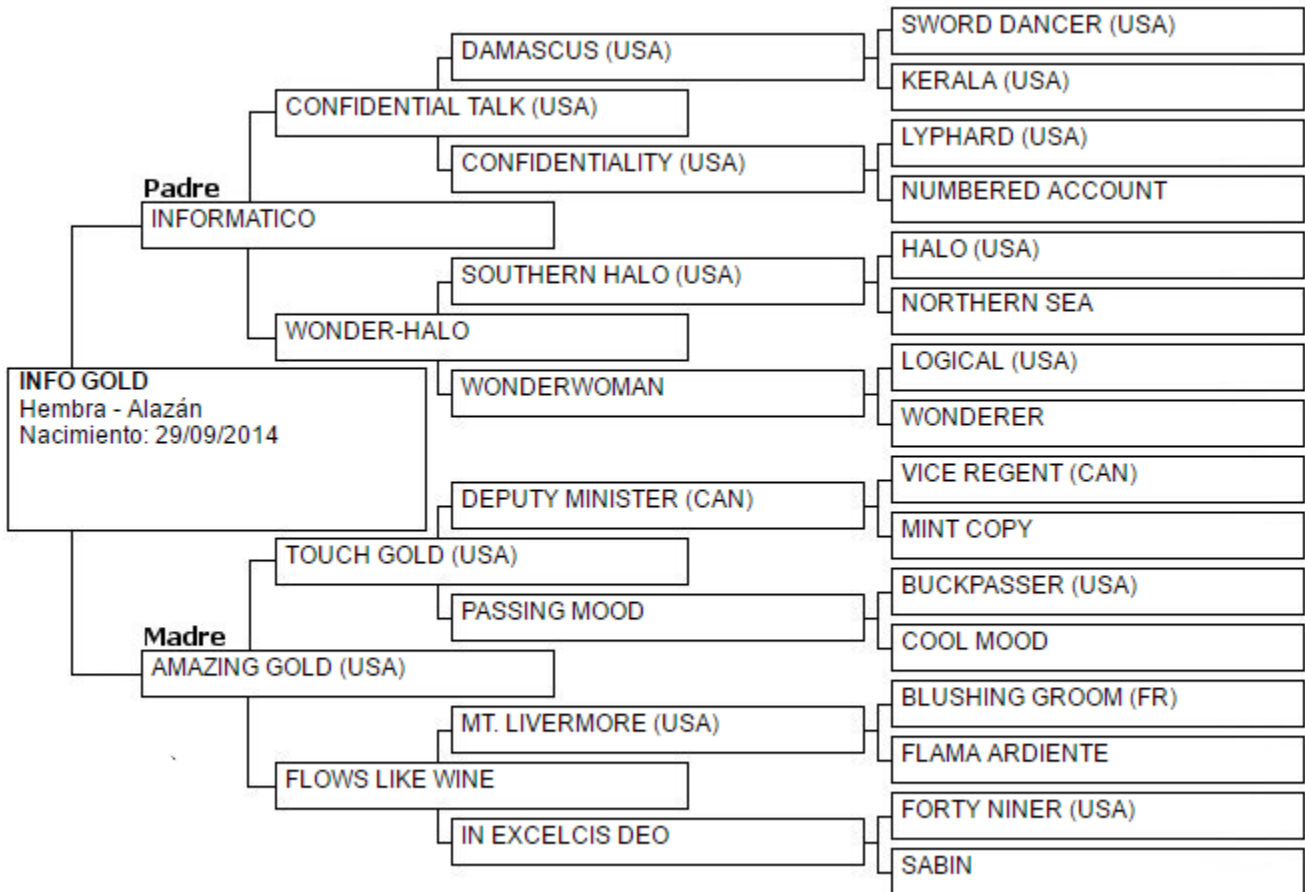 SWORD DANCER (USA)
DAMASCUS (USA)
KERALA (USA)
CONFIDENTIAL TALK (USA)
LYPHARD (USA)
CONFIDENTIALITY (USA)
NUMBERED ACCOUNT
Padre
INFORMATICO
HALO (USA)
SOUTHERN HALO (USA)
NORTHERN SEA
WONDER-HALO
LOGICAL (USA)
WONDERWOMAN
WONDERER
INFO GOLD
Hembra - Alazán
Nacimiento: 29/09/2014
VICE REGENT (CAN)
DEPUTY MINISTER (CAN)
MINT COPY
TOUCH GOLD (USA)
BUCKPASSER (USA)
PASSING MOOD
COOL MOOD
Madre
AMAZING GOLD (USA)
BLUSHING GROOM (FR)
MT. LIVERMORE (USA)
FLAMA ARDIENTE
FLOWS LIKE WINE
FORTY NINER (USA)
IN EXCELCIS DEO
SABIN